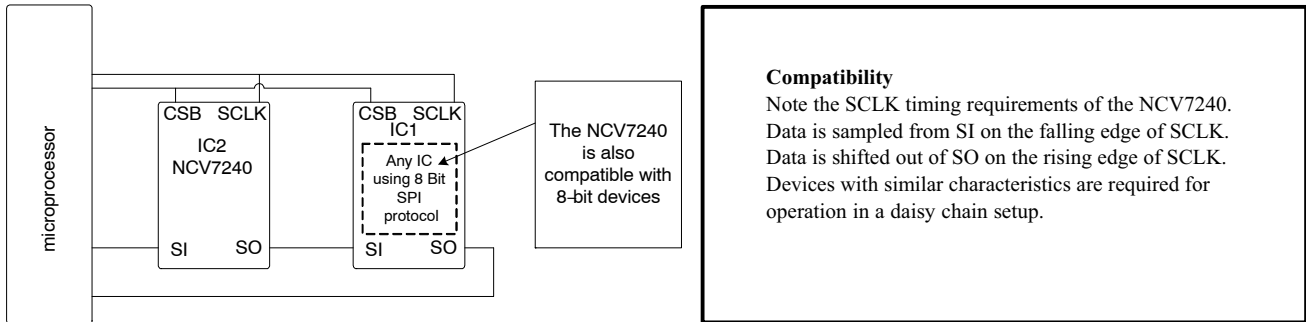 microprocessor
CSB SCLK
IC2
NCV7240
SI SO
CSB SCLK
IC1
Any IC
using 8 Bit
SPI
protocol
SI SO
The NCV7240
is also
compatible with
8-bit devices
Compatibility
Note the SCLK timing requirements of the NCV7240.
Data is sampled from SI on the falling edge of SCLK.
Data is shifted out of SO on the rising edge of SCLK.
Devices with similar characteristics are required for
operation in a daisy chain setup.